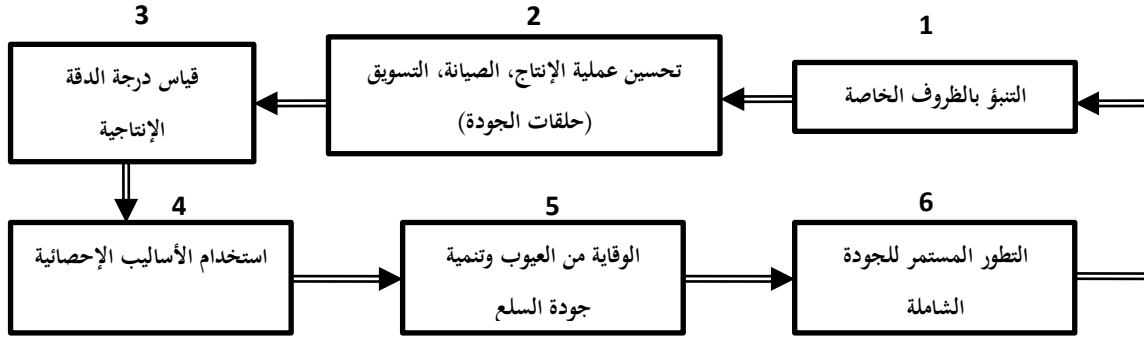 1
التنبؤ بالظروف الخاصة
2
تحسين عملية الإنتاج، الصيانة، التسويق
(حلقات الجودة)
3
قياس درجة الدقة
الإنتاجية
4
استخدام الأساليب الإحصائية
5
الوقاية من العيوب وتنمية
جودة السلع
6
التطور المستمر للجودة
الشاملة